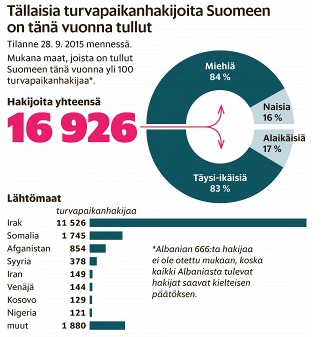 Tällaisia turvapaikanhakijoita Suomeen
on tänä vuonna tullut
Tilanne 28. 9. 2015 mennessä.
Mukana maat, joista on tullut
Suomeen tänä vuonna yli 100
turvapaikanhakijaa*.
Hakijoita yhteensä
16 926
Miehiä
84 %
Naisia
16 %
Alaikäisiä
17 %
Täysi-ikäisiä
83 %
Lähtömaat
turvapaikanhakijaa
Irak 11 526
Somalia 1 745
Afganistan 854
Syyria 378
Iran 149
Venäjä 144
Kosovo 129
Nigeria 121
muut 1 880
*Albanian 666:ta hakijaa
ei ole otettu mukaan, koska
kaikki Albaniasta tulevat
hakijat saavat kielteisen
päätöksen.